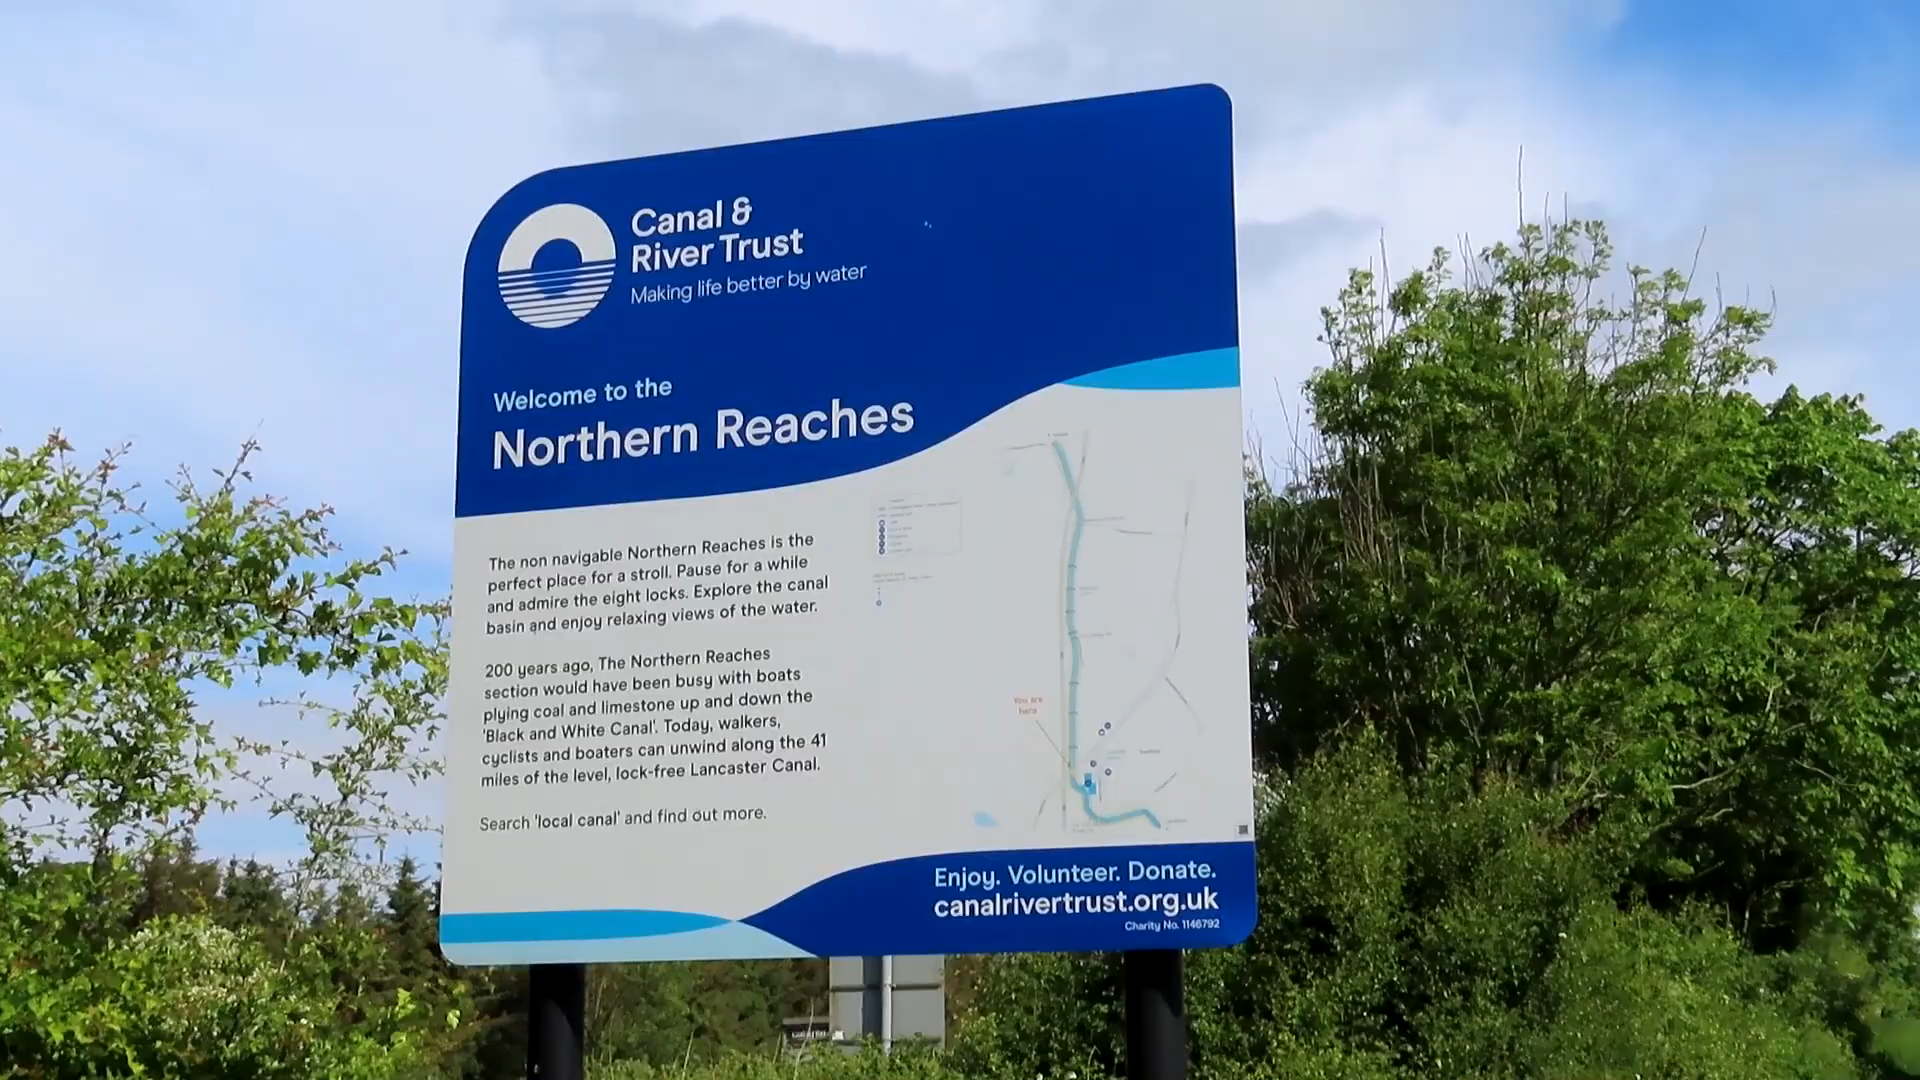 Canal &
River Trust
Making life better by water
Welcome to the
Northern Reaches
The non navigable Northern Reaches is the
perfect place for a stroll. Pause for a while
and admire the eight locks. Explore the canal
basin and enjoy relaxing views of the water.
200 years ago, The Northern Reaches
section would have been busy with boats
plying coal and limestone up and down the
'Black and White Canal'. Today, walkers,
cyclists and boaters can unwind along the 41
miles of the level, lock-free Lancaster Canal.
Search 'local canal' and find out more.
You are
here
Enjoy. Volunteer. Donate.
canalrivertrust.org.uk
Charity No. 1146792